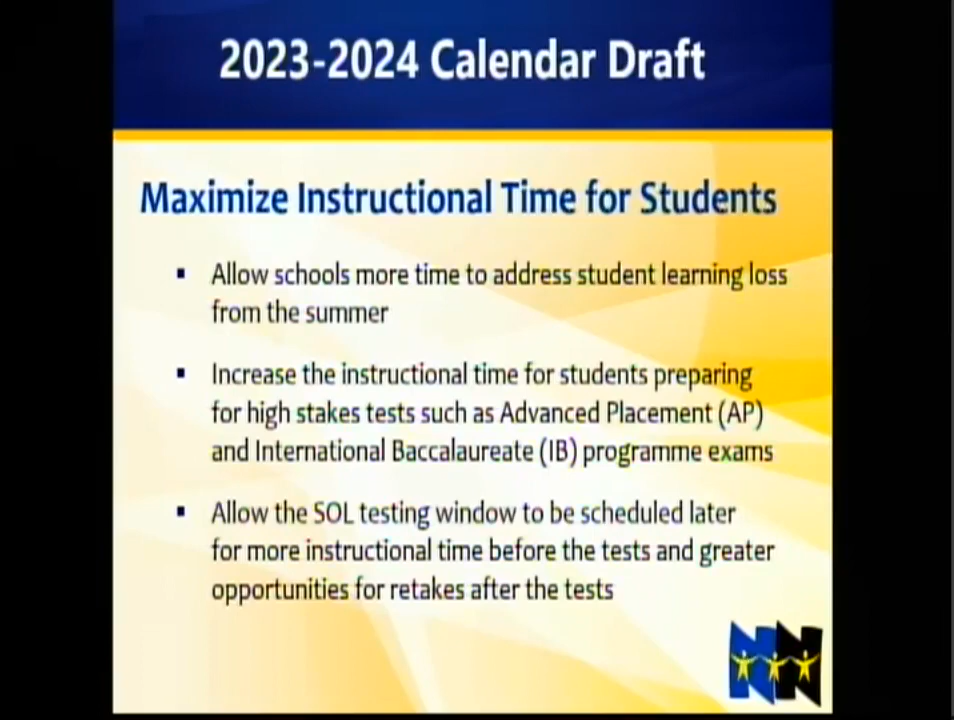 2023-2024 Calendar Draft
Maximize Instructional Time for Students
▪ Allow schools more time to address student learning loss
from the summer
▪ Increase the instructional time for students preparing
for high stakes tests such as Advanced Placement (AP)
and International Baccalaureate (IB) programme exams
▪ Allow the SOL testing window to be scheduled later
for more instructional time before the tests and greater
opportunities for retakes after the tests
NN